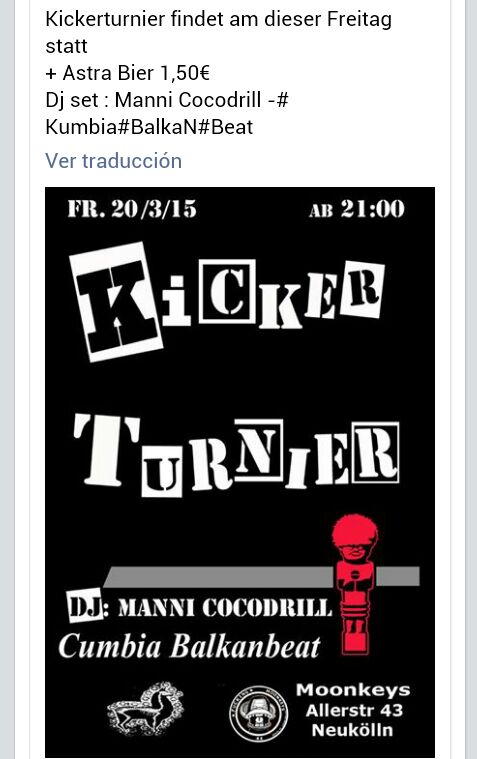 Kickerturnier findet am dieser Freitag
statt
+ Astra Bier 1,50€
Dj set : Manni Cocodrill -#
Kumbia#BalkaN#Beat
Ver traducción
FR. 20/3/15 AB 21:00
KiCKER
TURNIER
DJ: MANNI COCODRILL
Cumbia Balkanbeat
Moonkeys
Allerstr 43
Neukölln